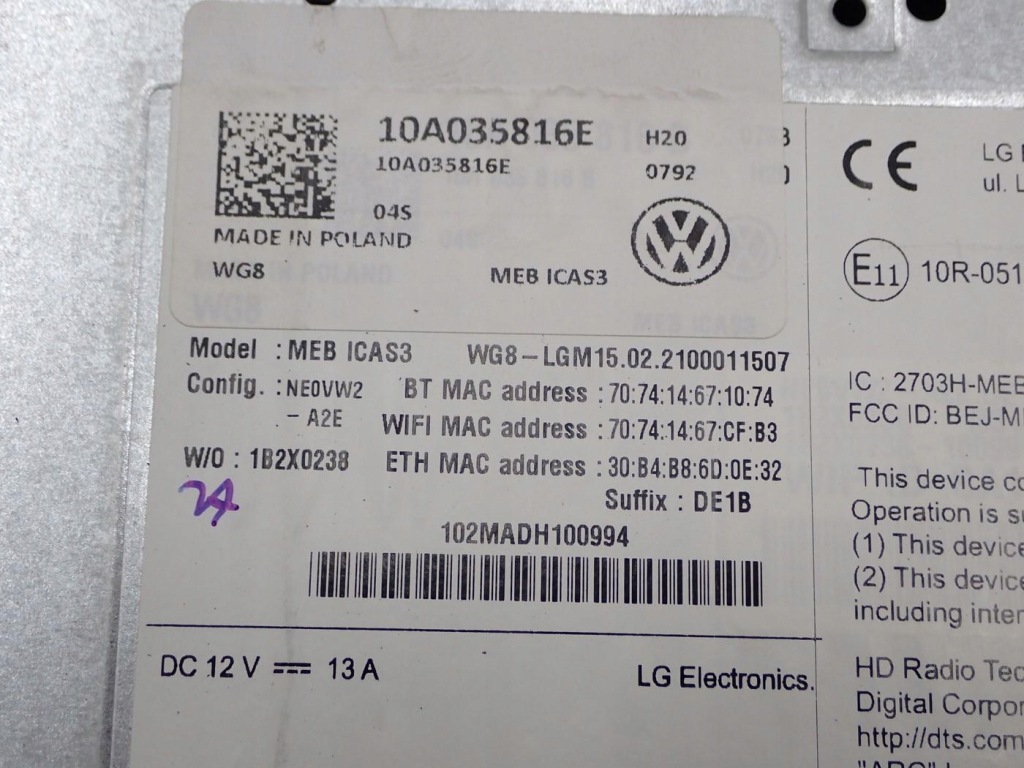 10A035816E H20
10A035816E 0792
04S
MADE IN POLAND
WG8 MEB ICAS3
Model : MEB ICAS3 WG8-LGM15.02.2100011507
Config. : NE0VW2 BT MAC address : 70:74:14:67:10:74
- A2E WIFI MAC address : 70:74:14:67:CF:B3
W/O : 1B2X0238 ETH MAC address : 30:B4:B8:6D:0E:32
Suffix : DE1B
102MADH100994
DC 12 V ⎓ 13 A LG Electronics.
CE LG
ul. L
E11 10R-051
IC : 2703H-MEB
FCC ID: BEJ-M
This device co
Operation is su
(1) This device
(2) This device
including inter
HD Radio Tec
Digital Corpor
http://dts.com
"ARC"